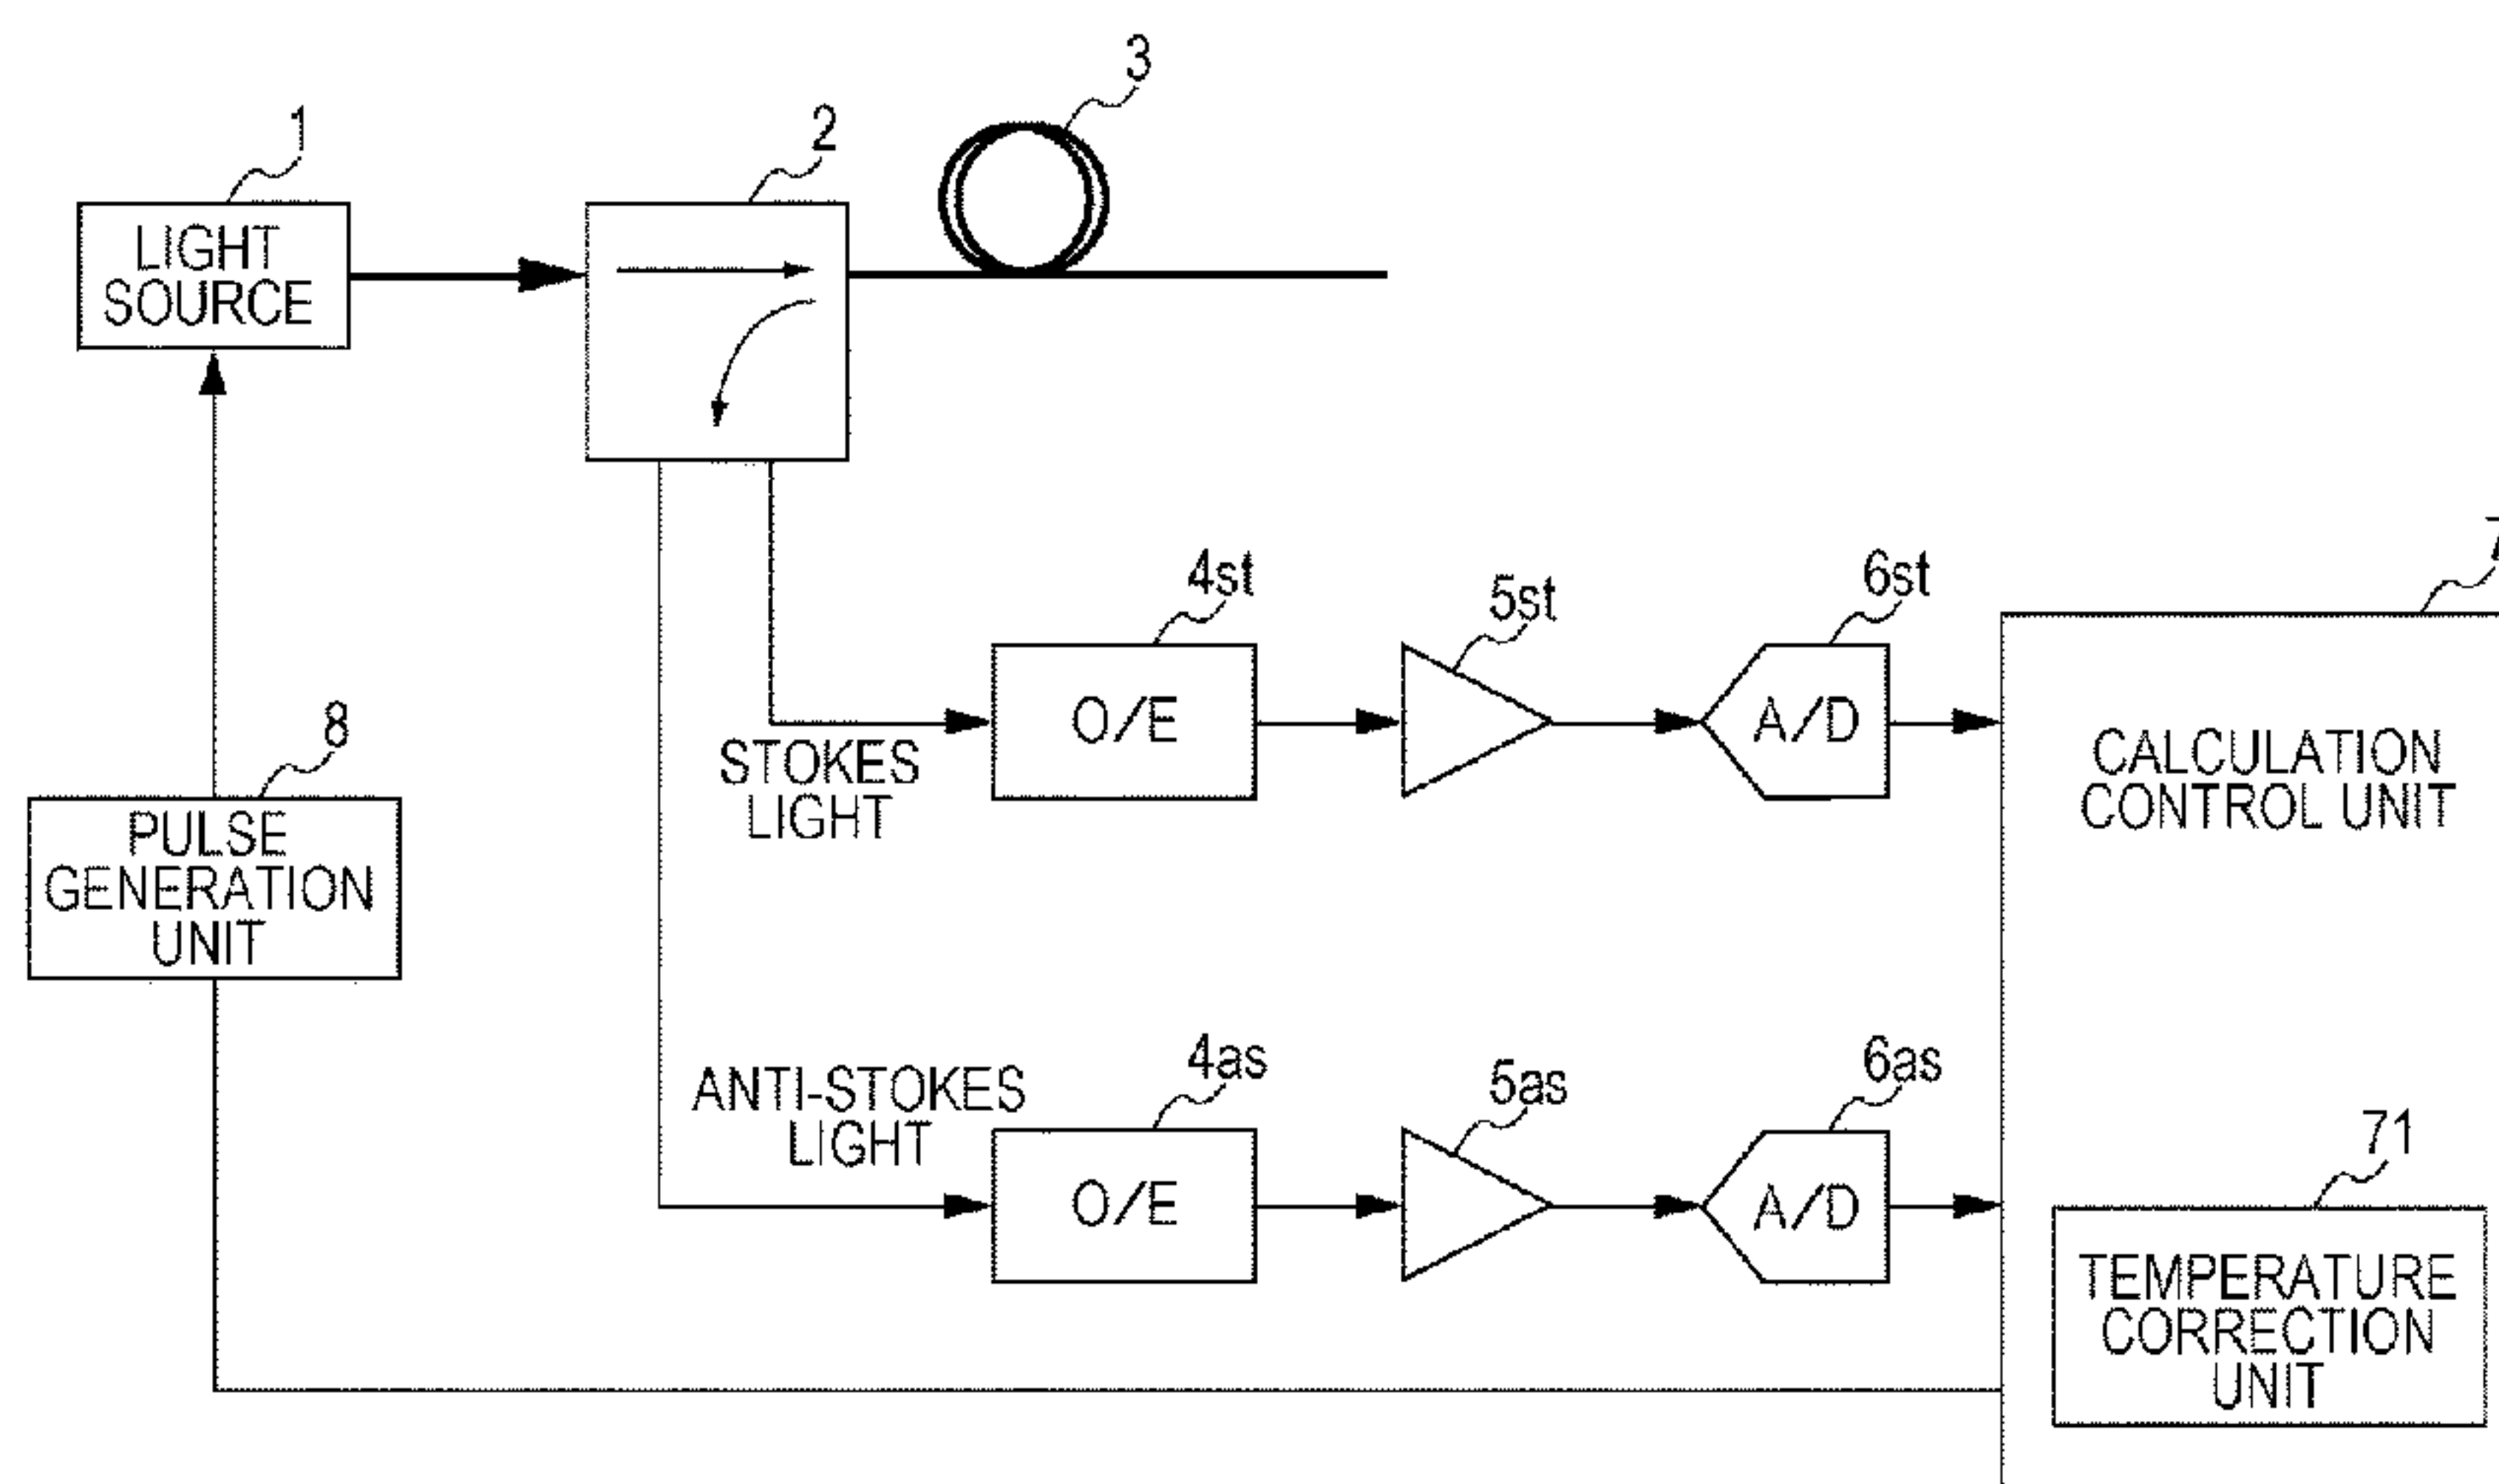 3
1
2
LIGHT
SOURCE
4st
5st
6st
7
8
O/E
A/D
STOKES
LIGHT
CALCULATION
CONTROL UNIT
PULSE
GENERATION
UNIT
4as
5as
6as
ANTI-STOKES
LIGHT
71
O/E
A/D
TEMPERATURE
CORRECTION
UNIT